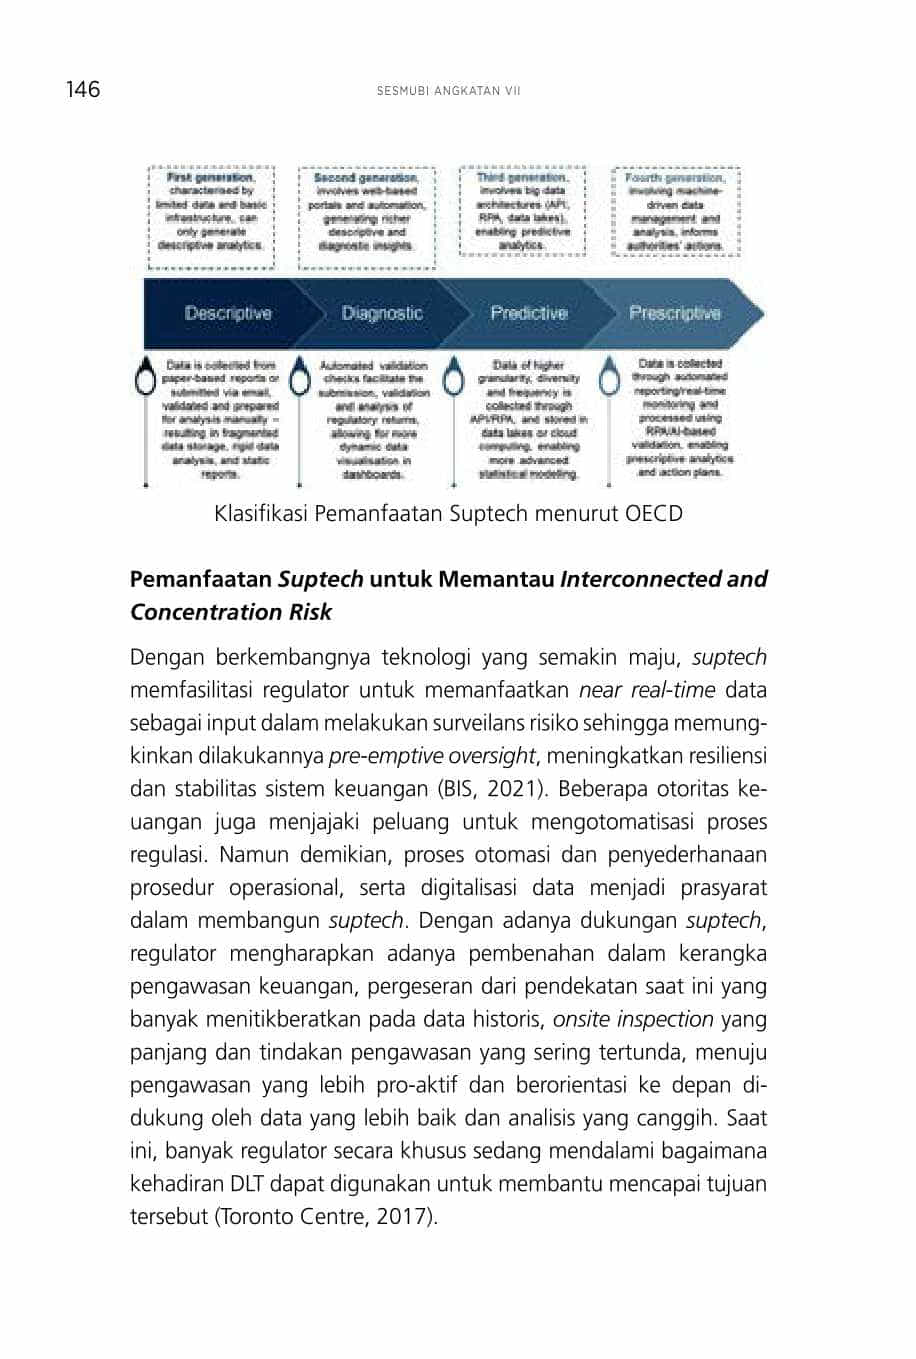 146
SESMUBI ANGKATAN VII
First generation,
characterised by
limited data and basic
infrastructure, can
only generate
descriptive analytics.
Second generation,
involves web-based
portals and automation,
generating richer
descriptive and
diagnostic insights.
Third generation,
involves big data
architectures (API,
RPA, data lakes),
enabling predictive
analytics.
Fourth generation,
involving machine-
driven data
management and
analysis, informs
authorities' actions.
Descriptive
Diagnostic
Predictive
Prescriptive
Data is collected from
paper-based reports or
submitted via email,
validated and prepared
for analysis manually –
resulting in fragmented
data storage, rigid data
analysis, and static
reports.
Automated validation
checks facilitate the
submission, validation
and analysis of
regulatory returns,
allowing for more
dynamic data
visualisation in
dashboards.
Data of higher
granularity, diversity
and frequency is
collected through
API/RPA, and stored in
data lakes or cloud
computing, enabling
more advanced
statistical modelling.
Data is collected
through automated
reporting/real-time
monitoring and
processed using
RPA/AI-based
validation, enabling
prescriptive analytics
and action plans.
Klasifikasi Pemanfaatan Suptech menurut OECD
Pemanfaatan Suptech untuk Memantau Interconnected and
Concentration Risk
Dengan berkembangnya teknologi yang semakin maju, suptech
memfasilitasi regulator untuk memanfaatkan near real-time data
sebagai input dalam melakukan surveilans risiko sehingga memung-
kinkan dilakukannya pre-emptive oversight, meningkatkan resiliensi
dan stabilitas sistem keuangan (BIS, 2021). Beberapa otoritas ke-
uangan juga menjajaki peluang untuk mengotomatisasi proses
regulasi. Namun demikian, proses otomasi dan penyederhanaan
prosedur operasional, serta digitalisasi data menjadi prasyarat
dalam membangun suptech. Dengan adanya dukungan suptech,
regulator mengharapkan adanya pembenahan dalam kerangka
pengawasan keuangan, pergeseran dari pendekatan saat ini yang
banyak menitikberatkan pada data historis, onsite inspection yang
panjang dan tindakan pengawasan yang sering tertunda, menuju
pengawasan yang lebih pro-aktif dan berorientasi ke depan di-
dukung oleh data yang lebih baik dan analisis yang canggih. Saat
ini, banyak regulator secara khusus sedang mendalami bagaimana
kehadiran DLT dapat digunakan untuk membantu mencapai tujuan
tersebut (Toronto Centre, 2017).